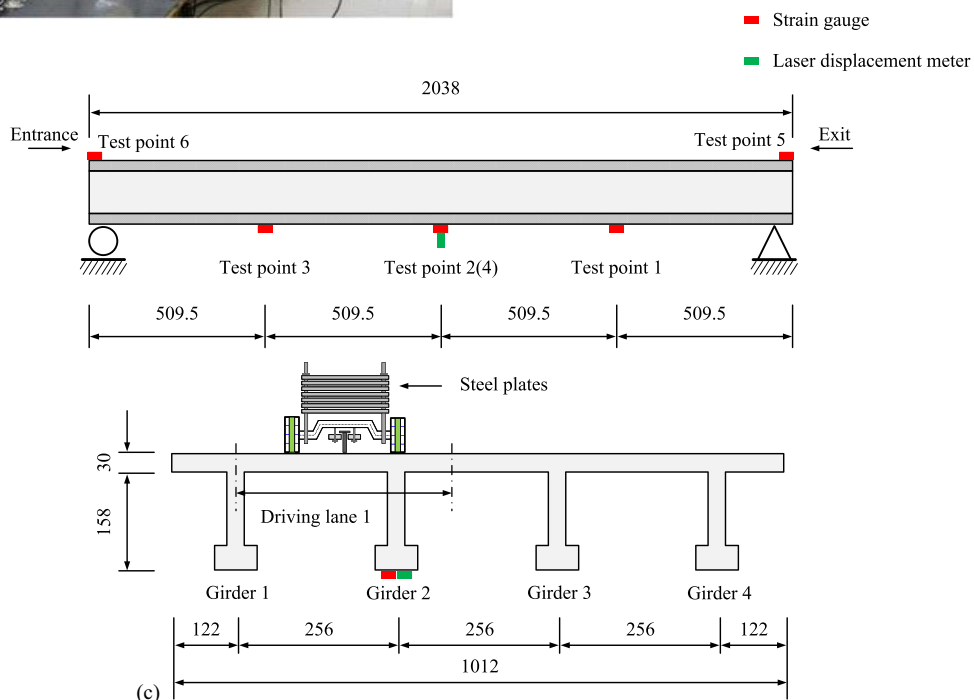 Strain gauge
Laser displacement meter
2038
Entrance
Test point 6
Test point 5
Exit
Test point 3
Test point 2(4)
Test point 1
509.5
509.5
509.5
509.5
Steel plates
30
158
Driving lane 1
Girder 1
Girder 2
Girder 3
Girder 4
122
256
256
256
122
1012
(c)